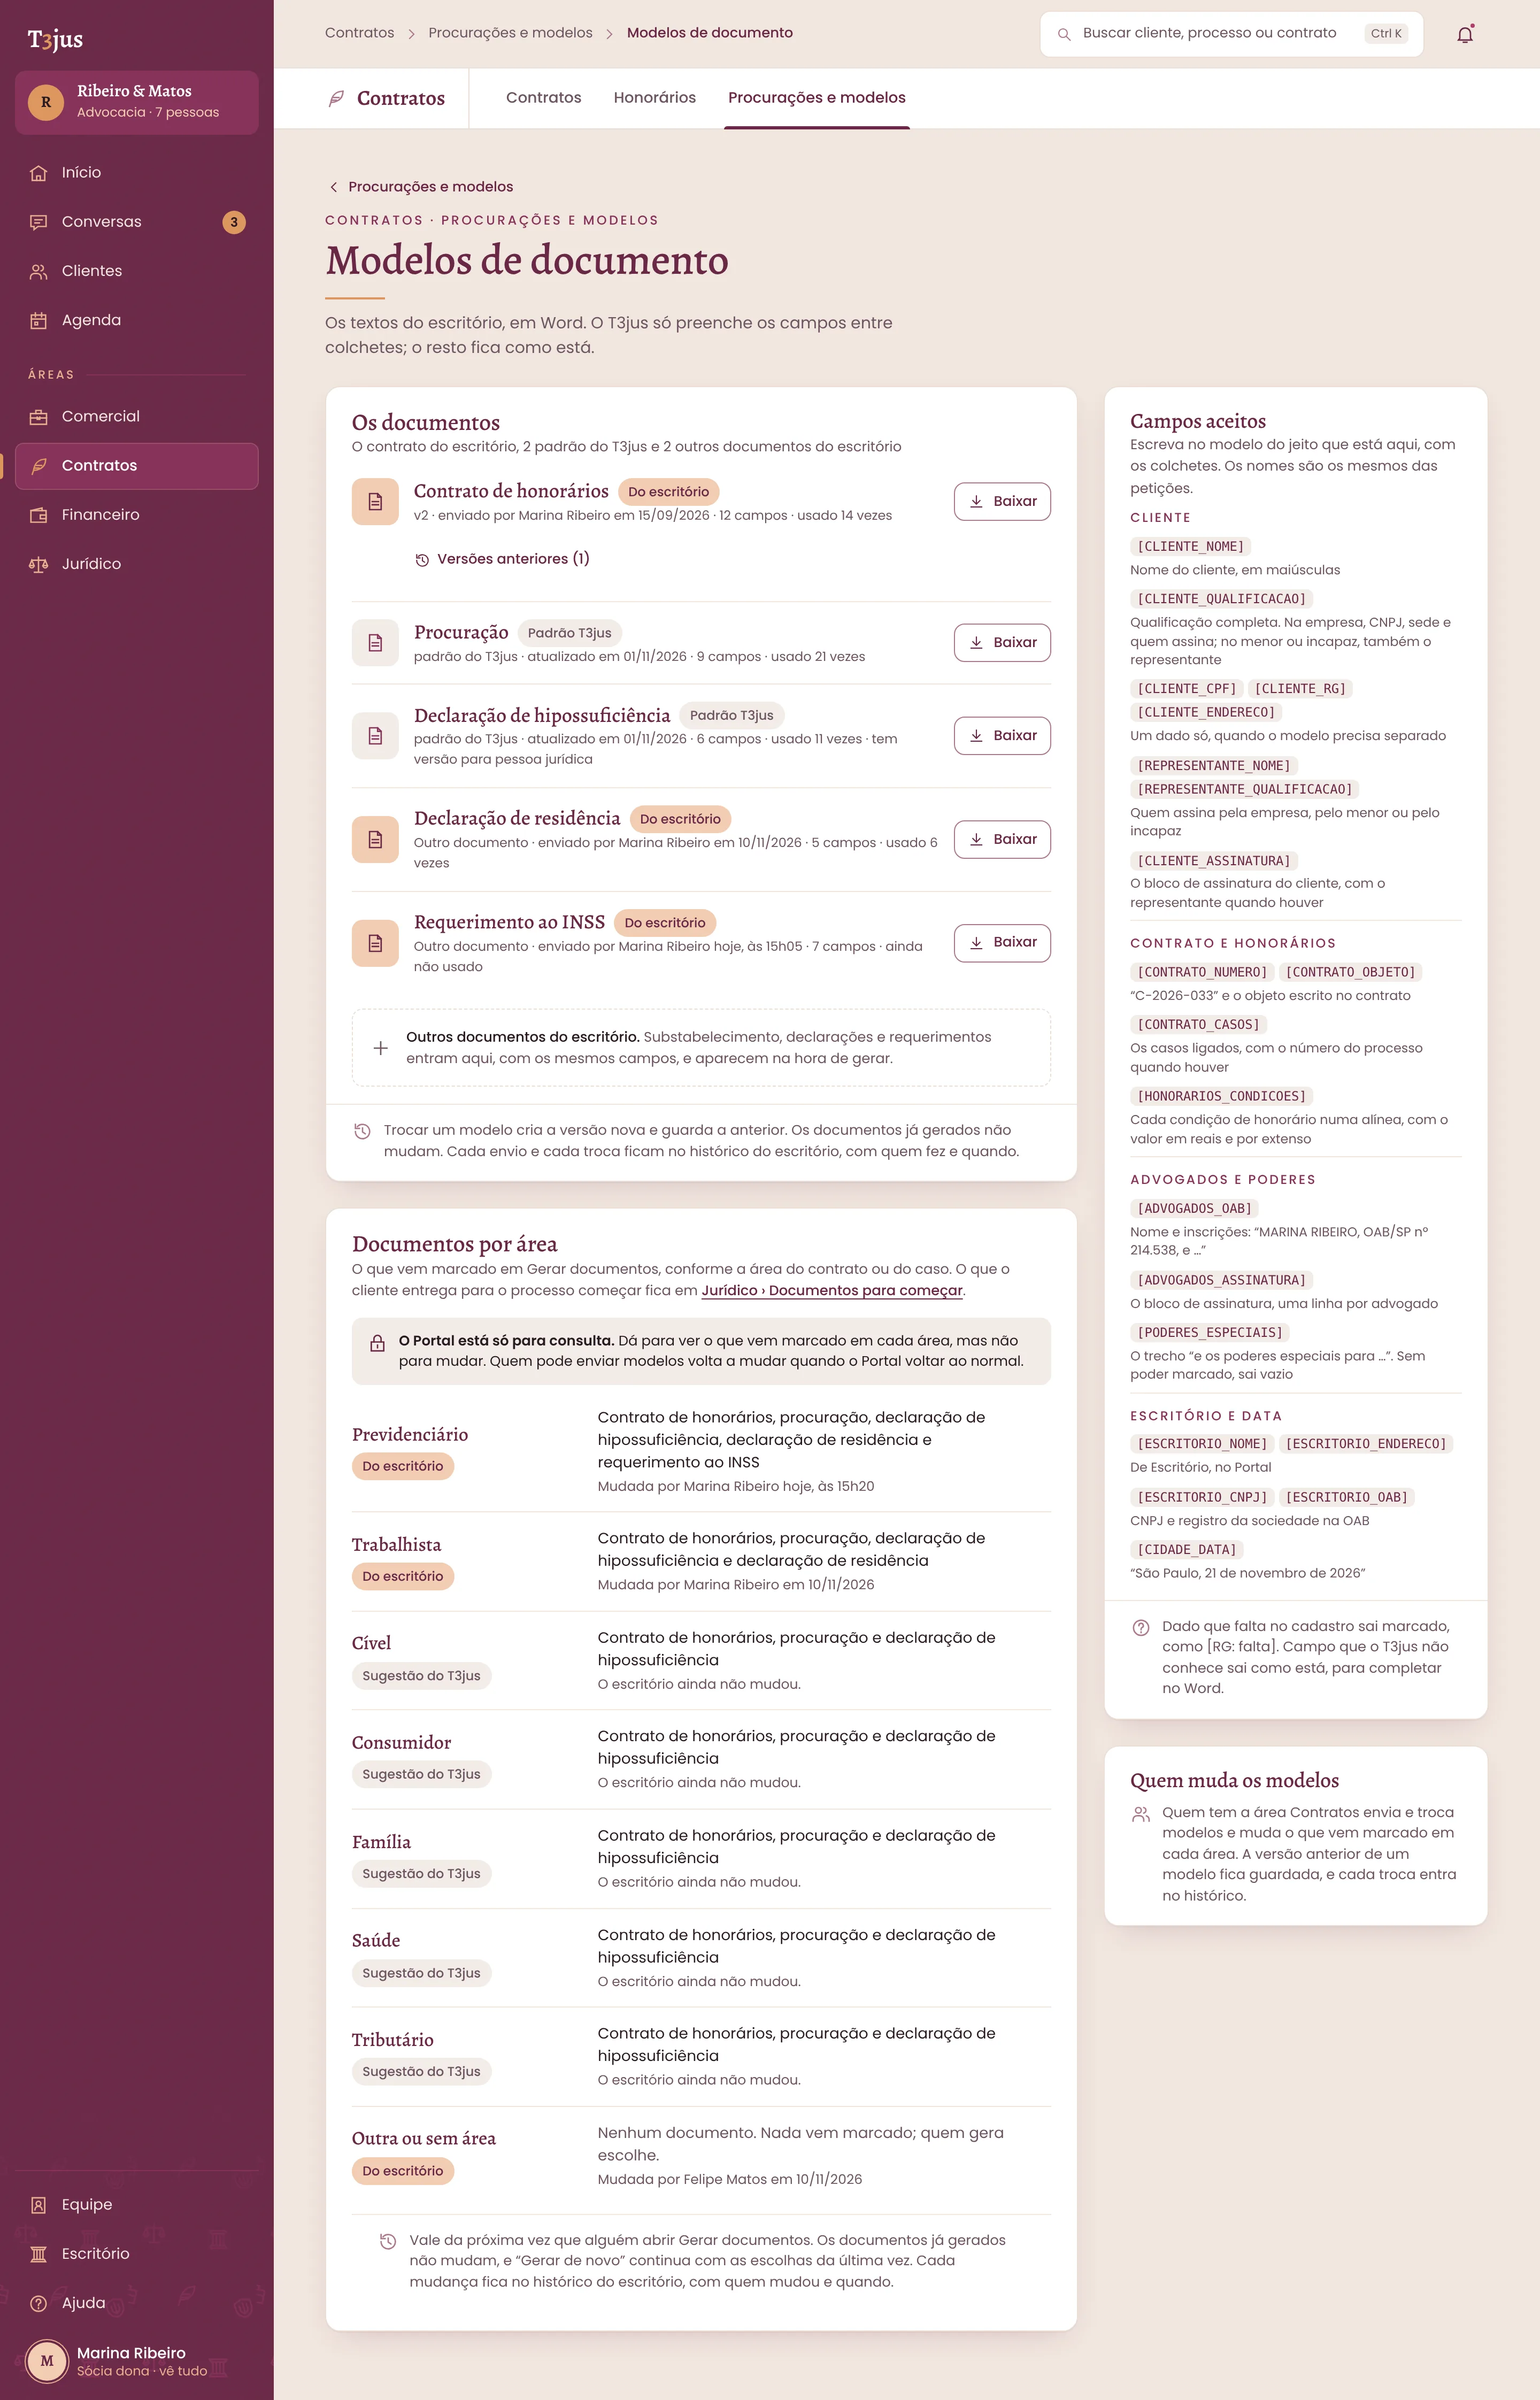 T3jus
R
Ribeiro & Matos
Advocacia · 7 pessoas
Início
Conversas
3
Clientes
Agenda
ÁREAS
Comercial
Contratos
Financeiro
Jurídico
Equipe
Escritório
Ajuda
M
Marina Ribeiro
Sócia dona · vê tudo
Contratos
Procurações e modelos
Modelos de documento
Buscar cliente, processo ou contrato
Ctrl K
Contratos
Contratos
Honorários
Procurações e modelos
Procurações e modelos
CONTRATOS · PROCURAÇÕES E MODELOS
Modelos de documento
Os textos do escritório, em Word. O T3jus só preenche os campos entre
colchetes; o resto fica como está.
Os documentos
O contrato do escritório, 2 padrão do T3jus e 2 outros documentos do escritório
Contrato de honorários
Do escritório
v2 · enviado por Marina Ribeiro em 15/09/2026 · 12 campos · usado 14 vezes
Baixar
Versões anteriores (1)
Procuração
Padrão T3jus
padrão do T3jus · atualizado em 01/11/2026 · 9 campos · usado 21 vezes
Baixar
Declaração de hipossuficiência
Padrão T3jus
padrão do T3jus · atualizado em 01/11/2026 · 6 campos · usado 11 vezes · tem
versão para pessoa jurídica
Baixar
Declaração de residência
Do escritório
Outro documento · enviado por Marina Ribeiro em 10/11/2026 · 5 campos · usado 6
vezes
Baixar
Requerimento ao INSS
Do escritório
Outro documento · enviado por Marina Ribeiro hoje, às 15h05 · 7 campos · ainda
não usado
Baixar
Outros documentos do escritório. Substabelecimento, declarações e requerimentos
entram aqui, com os mesmos campos, e aparecem na hora de gerar.
Trocar um modelo cria a versão nova e guarda a anterior. Os documentos já gerados não
mudam. Cada envio e cada troca ficam no histórico do escritório, com quem fez e quando.
Documentos por área
O que vem marcado em Gerar documentos, conforme a área do contrato ou do caso. O que o
cliente entrega para o processo começar fica em Jurídico › Documentos para começar.
O Portal está só para consulta. Dá para ver o que vem marcado em cada área, mas não
para mudar. Quem pode enviar modelos volta a mudar quando o Portal voltar ao normal.
Previdenciário
Do escritório
Contrato de honorários, procuração, declaração de
hipossuficiência, declaração de residência e
requerimento ao INSS
Mudada por Marina Ribeiro hoje, às 15h20
Trabalhista
Do escritório
Contrato de honorários, procuração, declaração de
hipossuficiência e declaração de residência
Mudada por Marina Ribeiro em 10/11/2026
Cível
Sugestão do T3jus
Contrato de honorários, procuração e declaração de
hipossuficiência
O escritório ainda não mudou.
Consumidor
Sugestão do T3jus
Contrato de honorários, procuração e declaração de
hipossuficiência
O escritório ainda não mudou.
Família
Sugestão do T3jus
Contrato de honorários, procuração e declaração de
hipossuficiência
O escritório ainda não mudou.
Saúde
Sugestão do T3jus
Contrato de honorários, procuração e declaração de
hipossuficiência
O escritório ainda não mudou.
Tributário
Sugestão do T3jus
Contrato de honorários, procuração e declaração de
hipossuficiência
O escritório ainda não mudou.
Outra ou sem área
Do escritório
Nenhum documento. Nada vem marcado; quem gera
escolhe.
Mudada por Felipe Matos em 10/11/2026
Vale da próxima vez que alguém abrir Gerar documentos. Os documentos já gerados
não mudam, e “Gerar de novo” continua com as escolhas da última vez. Cada
mudança fica no histórico do escritório, com quem mudou e quando.
Campos aceitos
Escreva no modelo do jeito que está aqui, com
os colchetes. Os nomes são os mesmos das
petições.
CLIENTE
[CLIENTE_NOME]
Nome do cliente, em maiúsculas
[CLIENTE_QUALIFICACAO]
Qualificação completa. Na empresa, CNPJ, sede e
quem assina; no menor ou incapaz, também o
representante
[CLIENTE_CPF] [CLIENTE_RG]
[CLIENTE_ENDERECO]
Um dado só, quando o modelo precisa separado
[REPRESENTANTE_NOME]
[REPRESENTANTE_QUALIFICACAO]
Quem assina pela empresa, pelo menor ou pelo
incapaz
[CLIENTE_ASSINATURA]
O bloco de assinatura do cliente, com o
representante quando houver
CONTRATO E HONORÁRIOS
[CONTRATO_NUMERO] [CONTRATO_OBJETO]
“C-2026-033” e o objeto escrito no contrato
[CONTRATO_CASOS]
Os casos ligados, com o número do processo
quando houver
[HONORARIOS_CONDICOES]
Cada condição de honorário numa alínea, com o
valor em reais e por extenso
ADVOGADOS E PODERES
[ADVOGADOS_OAB]
Nome e inscrições: “MARINA RIBEIRO, OAB/SP nº
214.538, e …”
[ADVOGADOS_ASSINATURA]
O bloco de assinatura, uma linha por advogado
[PODERES_ESPECIAIS]
O trecho “e os poderes especiais para …”. Sem
poder marcado, sai vazio
ESCRITÓRIO E DATA
[ESCRITORIO_NOME] [ESCRITORIO_ENDERECO]
De Escritório, no Portal
[ESCRITORIO_CNPJ] [ESCRITORIO_OAB]
CNPJ e registro da sociedade na OAB
[CIDADE_DATA]
“São Paulo, 21 de novembro de 2026”
Dado que falta no cadastro sai marcado,
como [RG: falta]. Campo que o T3jus não
conhece sai como está, para completar
no Word.
Quem muda os modelos
Quem tem a área Contratos envia e troca
modelos e muda o que vem marcado em
cada área. A versão anterior de um
modelo fica guardada, e cada troca entra
no histórico.